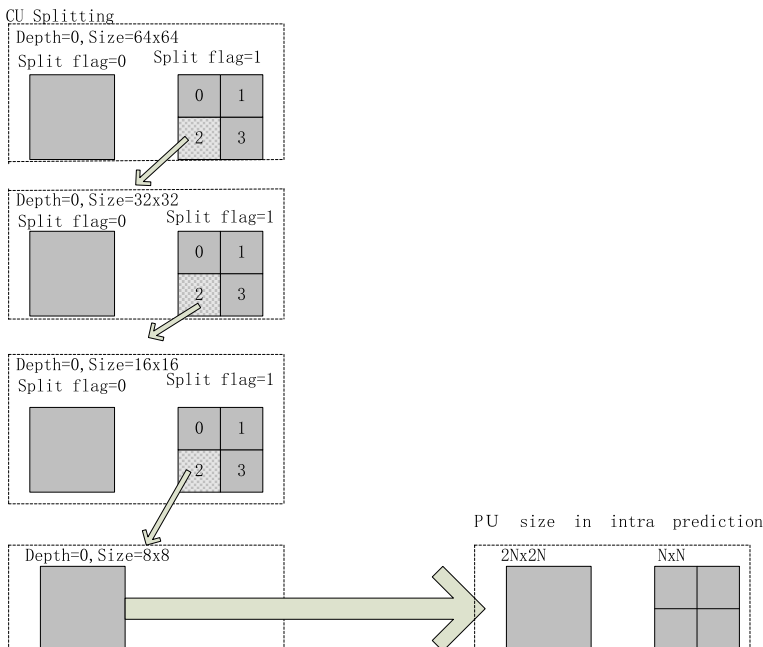 CU Splitting
Depth=0, Size=64x64
Split flag=0 Split flag=1
0 1
2 3
Depth=0, Size=32x32
Split flag=0 Split flag=1
0 1
2 3
Depth=0, Size=16x16
Split flag=0 Split flag=1
0 1
2 3
PU size in intra prediction
Depth=0, Size=8x8
2Nx2N NxN